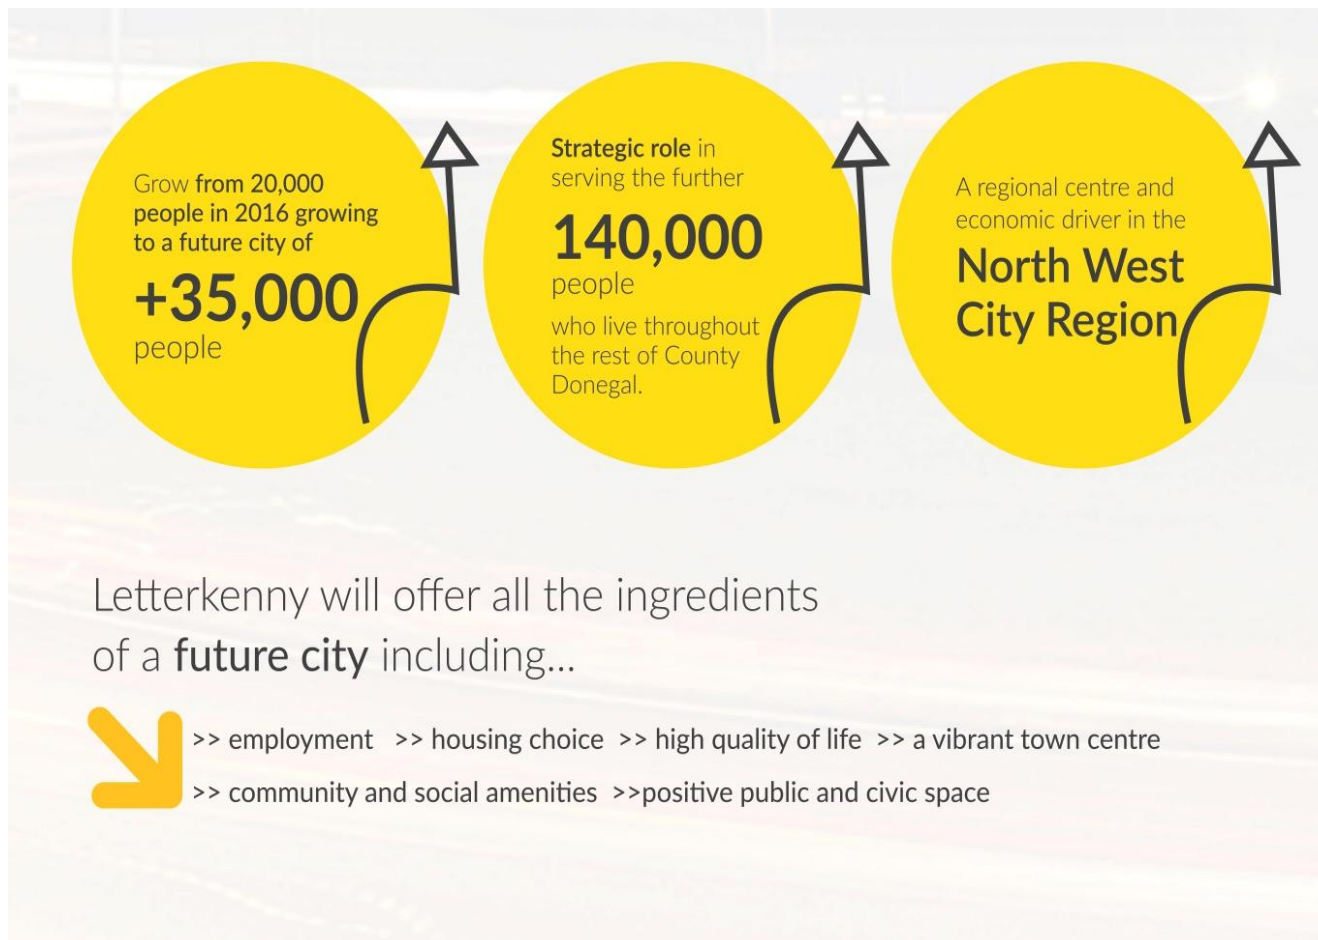 Grow from 20,000
people in 2016 growing
to a future city of
+35,000
people
Strategic role in
serving the further
140,000
people
who live throughout
the rest of County
Donegal.
A regional centre and
economic driver in the
North West
City Region
Letterkenny will offer all the ingredients
of a future city including...
>> employment >> housing choice >> high quality of life >> a vibrant town centre
>> community and social amenities >>positive public and civic space